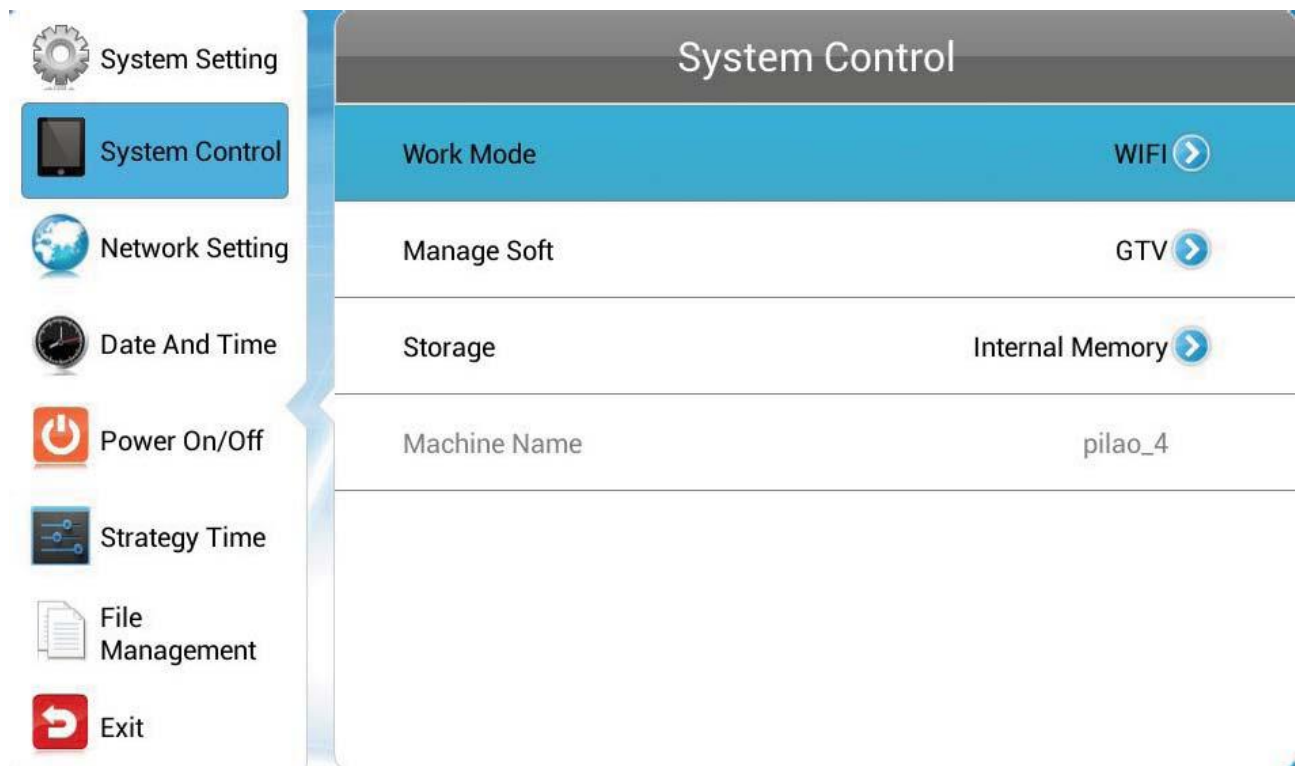 System Setting
System Control
Network Setting
Date And Time
Power On/Off
Strategy Time
File
Management
Exit
System Control
Work Mode WIFI
Manage Soft GTV
Storage Internal Memory
Machine Name pilao_4